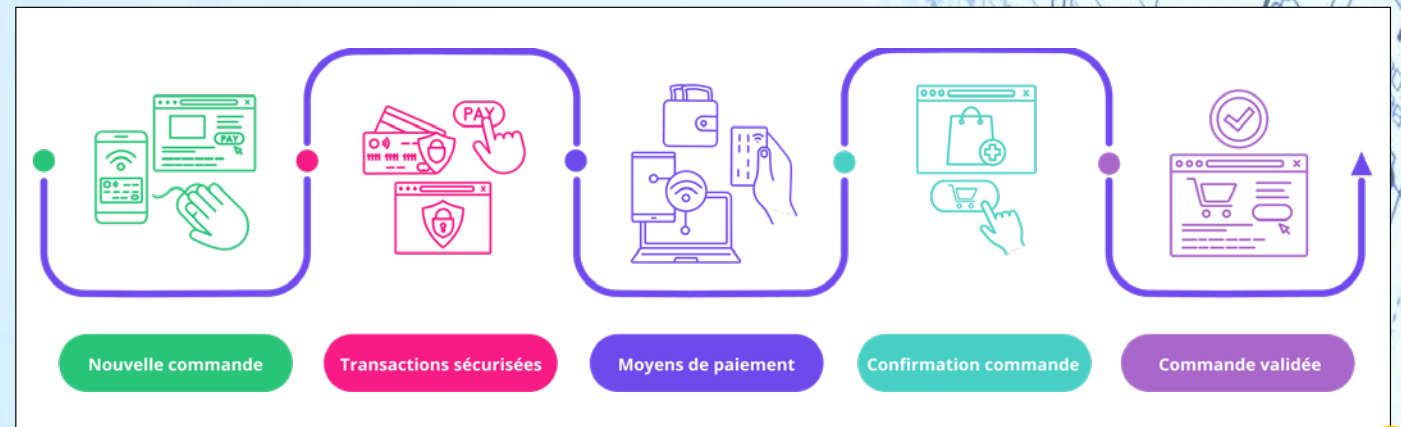 PAY
PAY
Nouvelle commande
Transactions sécurisées
Moyens de paiement
Confirmation commande
Commande validée